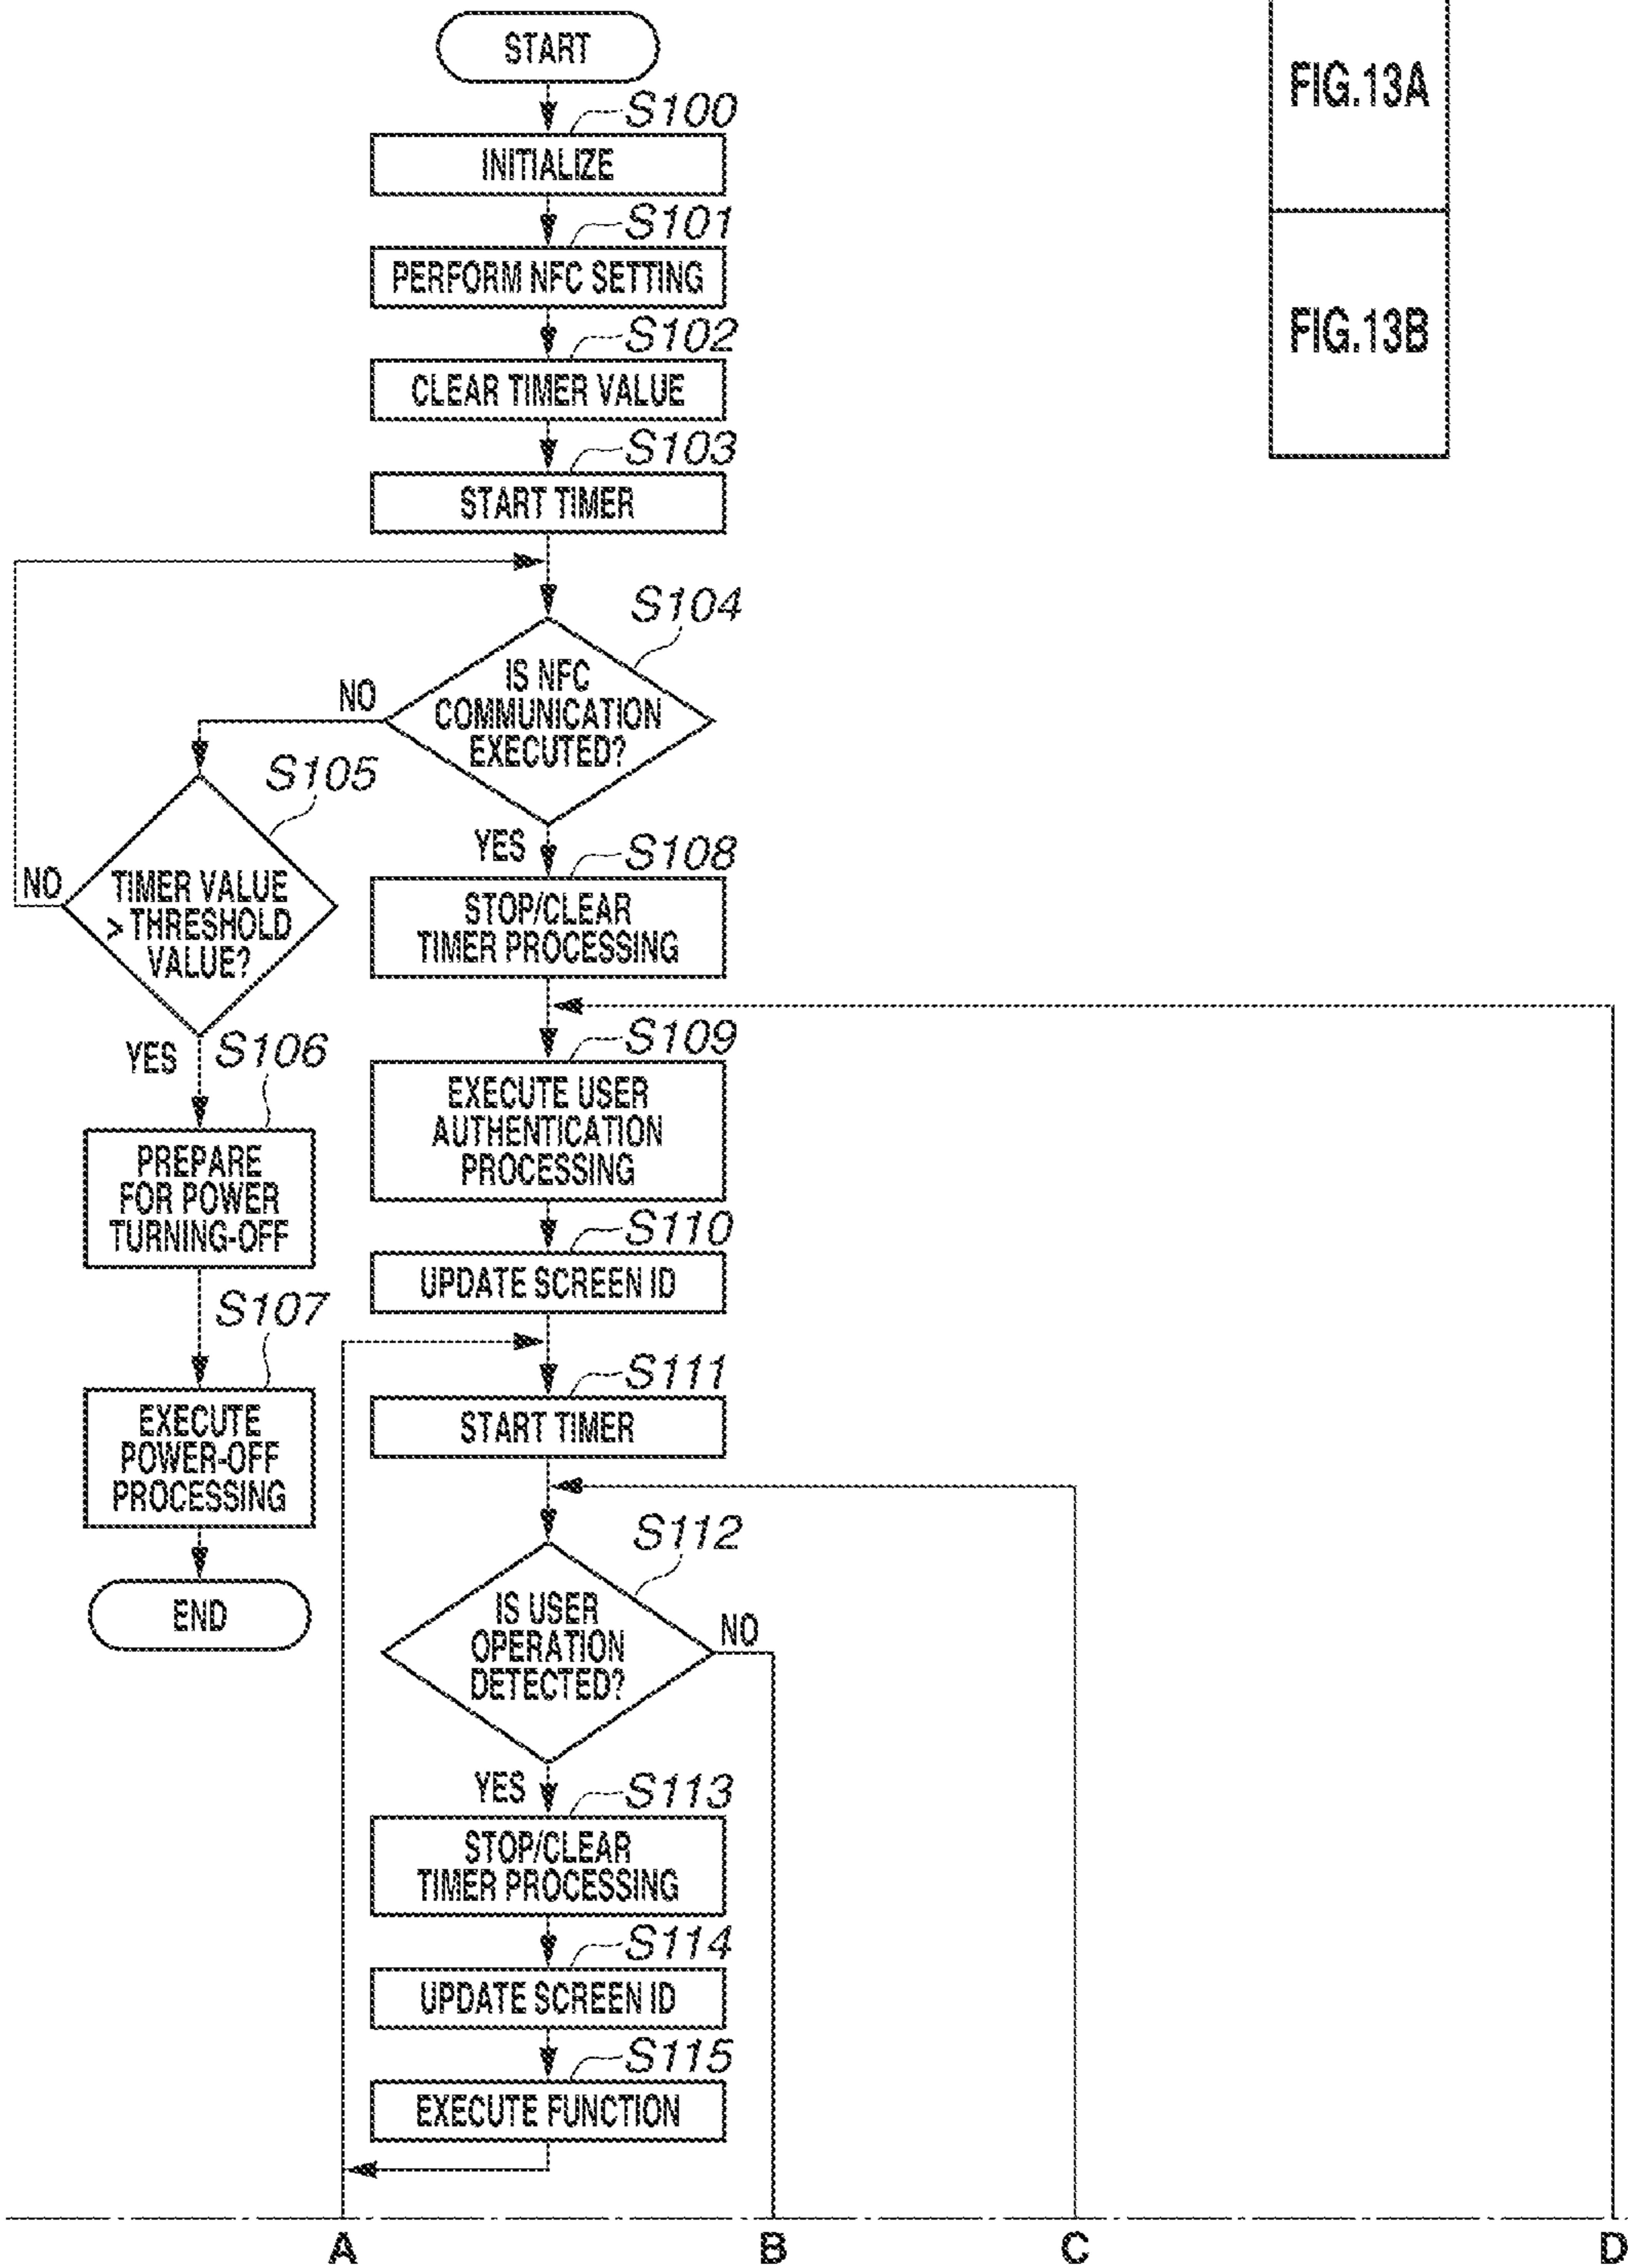 START
S100
INITIALIZE
S101
PERFORM NFC SETTING
S102
CLEAR TIMER VALUE
S103
START TIMER
S104
IS NFC
COMMUNICATION
EXECUTED?
NO
YES
S105
TIMER VALUE
> THRESHOLD
VALUE?
NO
YES
S106
PREPARE
FOR POWER
TURNING-OFF
S107
EXECUTE
POWER-OFF
PROCESSING
END
S108
STOP/CLEAR
TIMER PROCESSING
S109
EXECUTE USER
AUTHENTICATION
PROCESSING
S110
UPDATE SCREEN ID
S111
START TIMER
S112
IS USER
OPERATION
DETECTED?
NO
YES
S113
STOP/CLEAR
TIMER PROCESSING
S114
UPDATE SCREEN ID
S115
EXECUTE FUNCTION
A
B
C
D
FIG.13A
FIG.13B